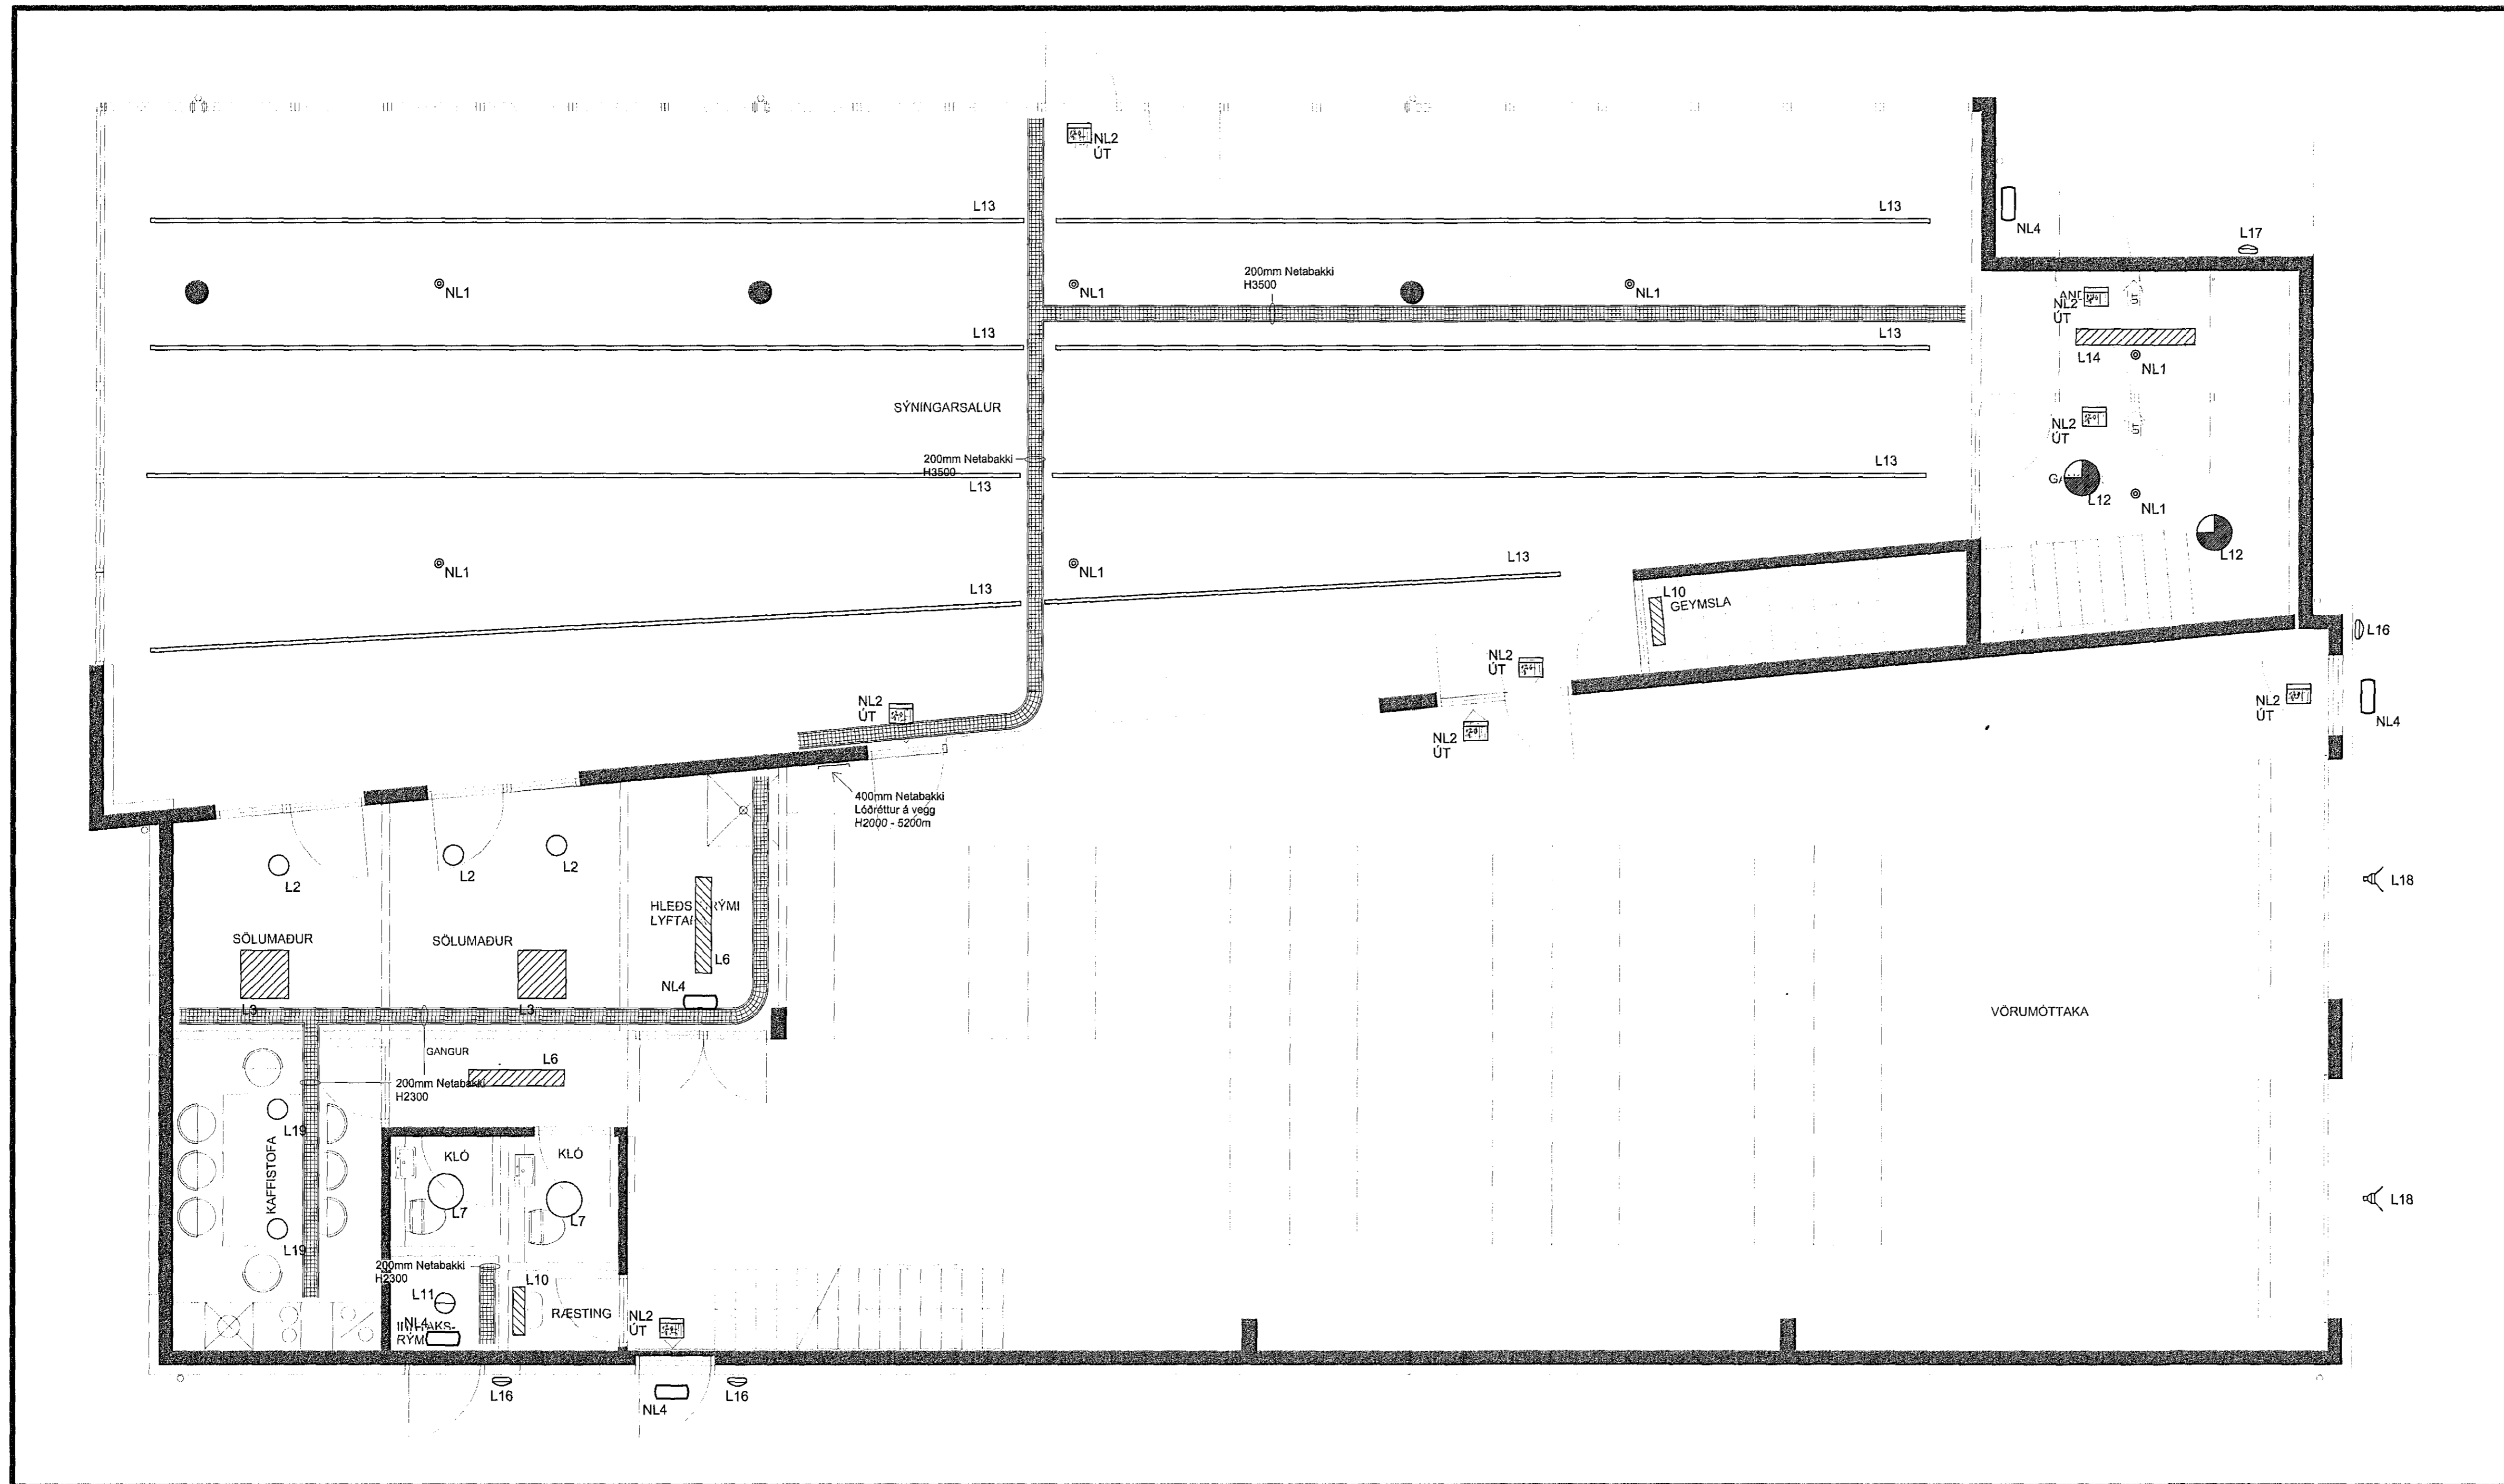 NL2
ÚT
L13
L13
NL4
L17
200mm Netabakki
H3500
NL1
NL1
NL1
NL2
ÚT
ÚT
L13
L13
L14
NL1
SÝNINGARSALUR
NL2
ÚT
ÚT
200mm Netabakki
H3500
L13
L13
L12
NL1
L12
NL1
NL1
L13
L13
L10
GEYMSLA
L16
NL2
ÚT
NL2
ÚT
NL2
ÚT
NL4
NL2
ÚT
400mm Netabakki
Lóðréttur á vegg
H2000 - 5200m
L2
L2
L2
L18
SÖLUMAÐUR
SÖLUMAÐUR
L6
NL4
L3
L3
VÖRUMÓTTAKA
GANGUR
L6
200mm Netabakki
H2300
L19
KAFFISTOFA
KLÓ
KLÓ
L7
L7
L18
L19
200mm Netabakki
H2300
L10
L11
RÆSTING
NL4
NL2
ÚT
L16
NL4
L16